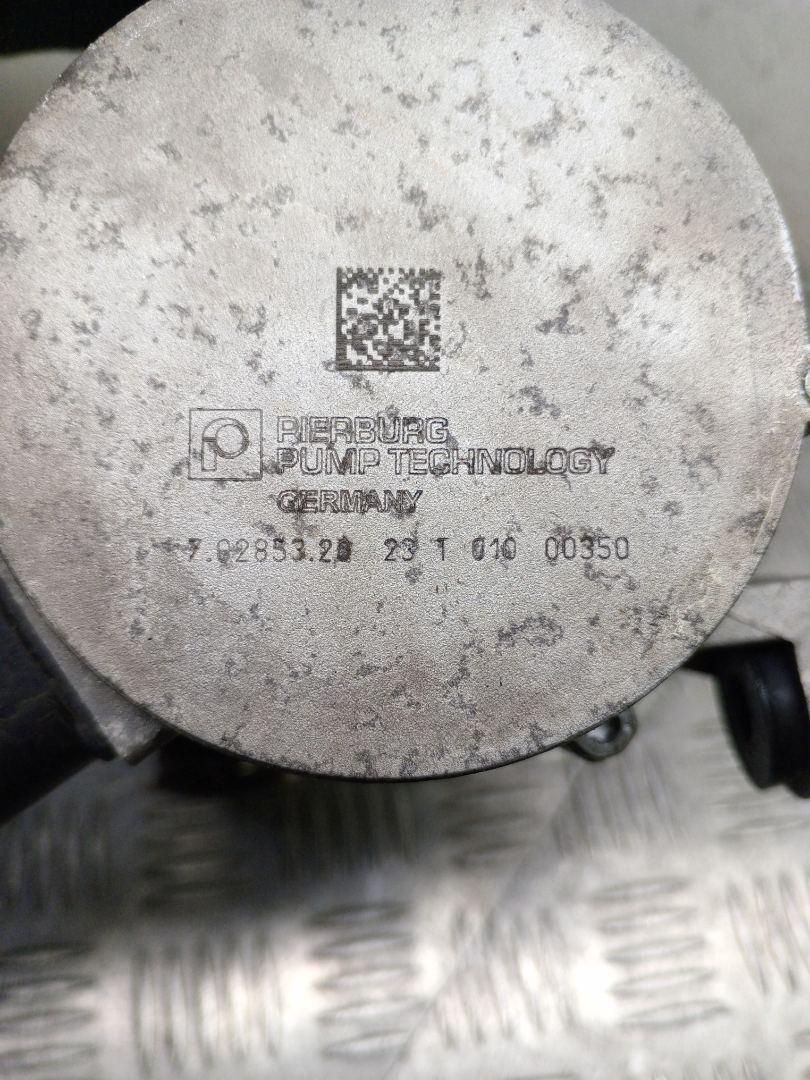 PIERBURG
PUMP TECHNOLOGY
GERMANY
7.02853.20 23 T 010 00350